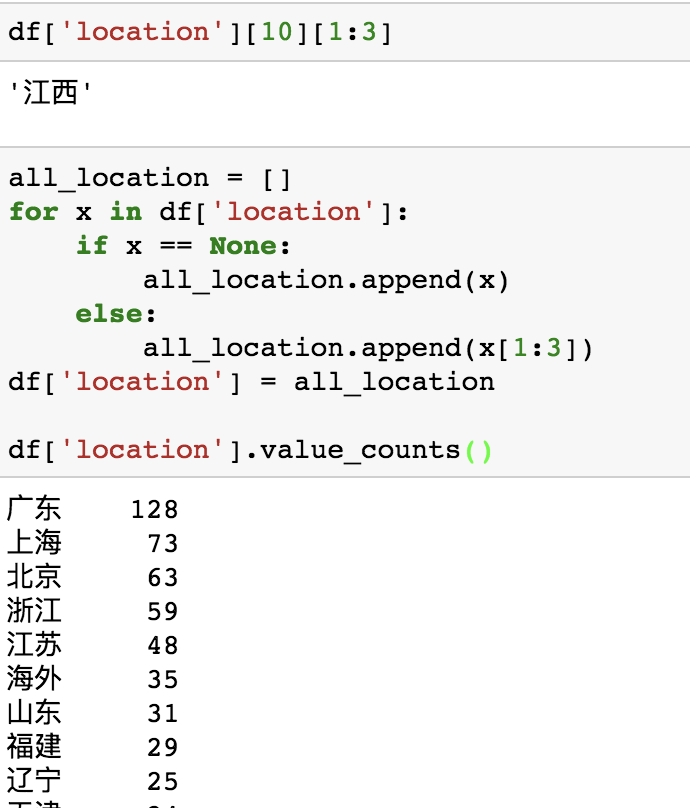 df['location'][10][1:3]
'江西'
all_location = []
for x in df['location']:
    if x == None:
        all_location.append(x)
    else:
        all_location.append(x[1:3])
df['location'] = all_location
df['location'].value_counts()
广东 128
上海 73
北京 63
浙江 59
江苏 48
海外 35
山东 31
福建 29
辽宁 25